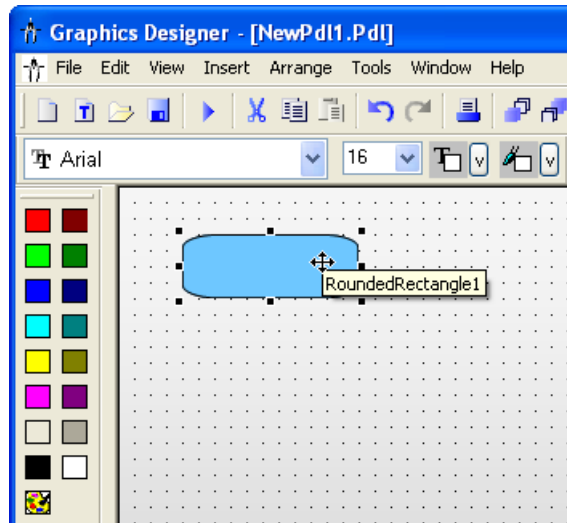 Graphics Designer - [NewPdl1.Pdl]
File Edit View Insert Arrange Tools Window Help
Arial 16
RoundedRectangle1